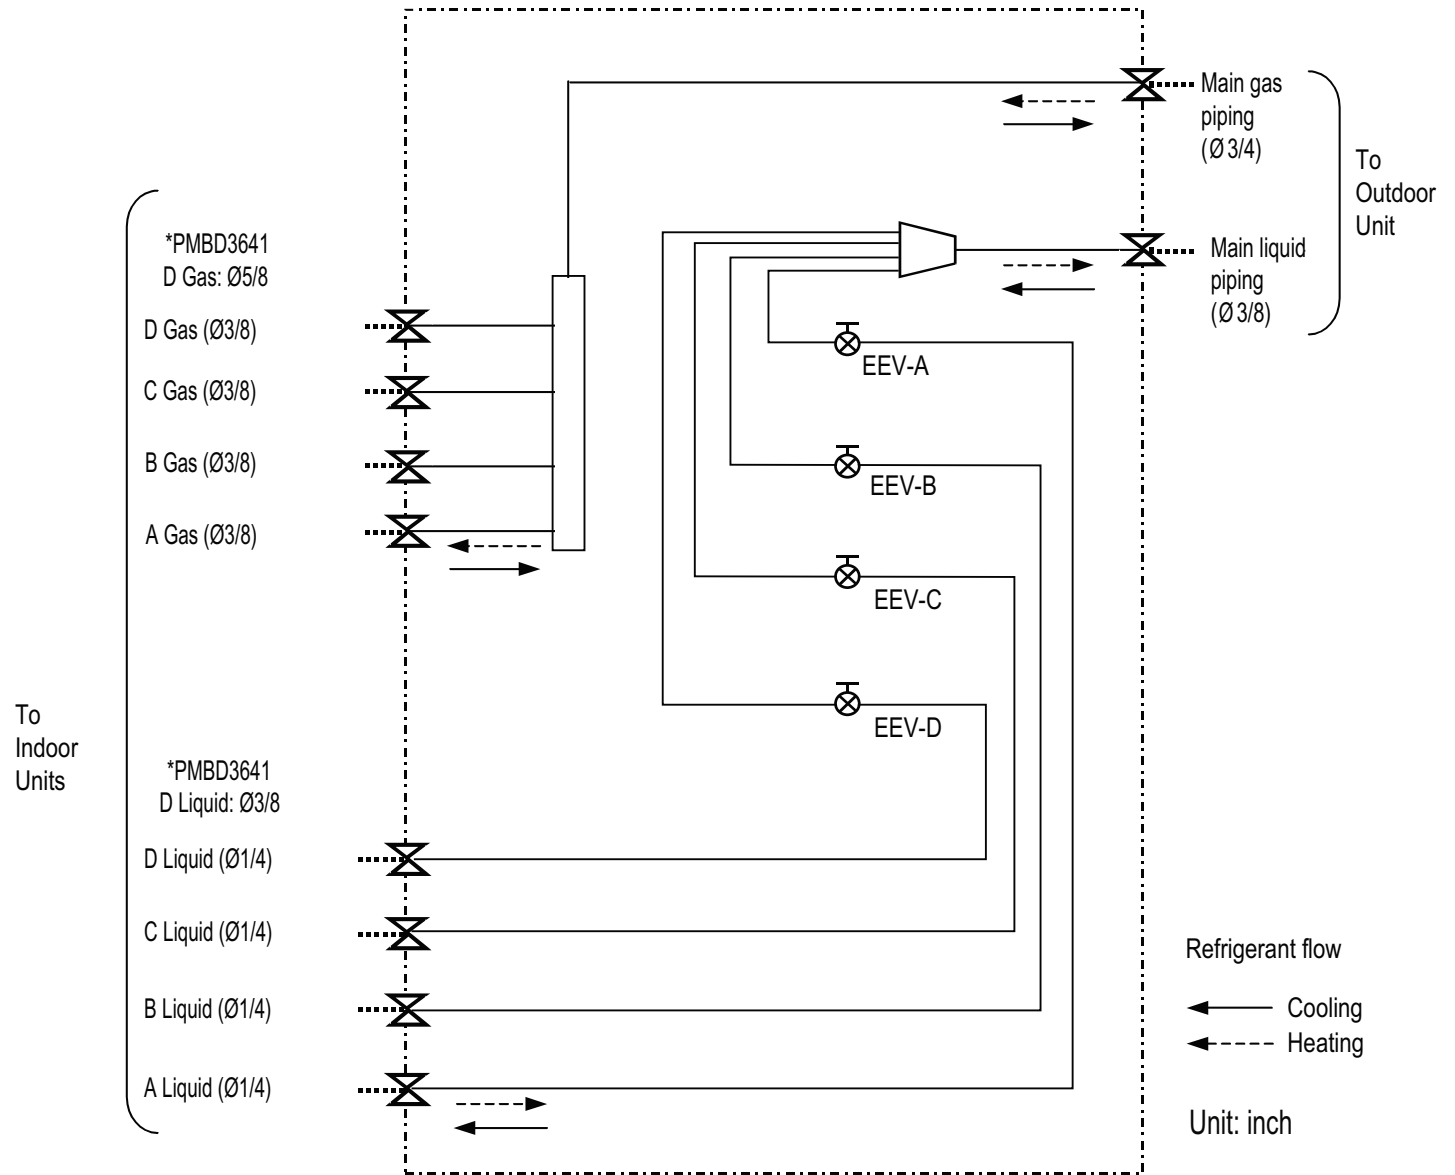 Main gas
piping
(Ø 3/4)
To
Outdoor
Unit
*PMBD3641
D Gas: Ø5/8
Main liquid
piping
(Ø 3/8)
D Gas (Ø3/8)
C Gas (Ø3/8)
B Gas (Ø3/8)
A Gas (Ø3/8)
EEV-A
EEV-B
EEV-C
EEV-D
To
Indoor
Units
*PMBD3641
D Liquid: Ø3/8
D Liquid (Ø1/4)
C Liquid (Ø1/4)
B Liquid (Ø1/4)
A Liquid (Ø1/4)
Refrigerant flow
Cooling
Heating
Unit: inch